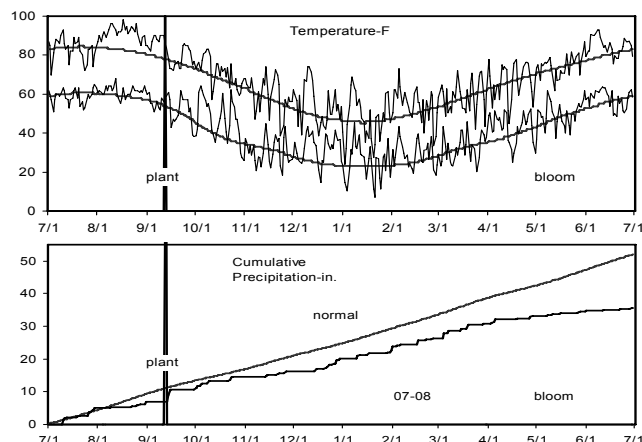 100
Temperature-F
80
60
40
20
plant
bloom
0
7/1 8/1 9/1 10/1 11/1 12/1 1/1 2/1 3/1 4/1 5/1 6/1 7/1
50
Cumulative
Precipitation-in.
40
normal
30
20
plant
10
07-08
bloom
0
7/1 8/1 9/1 10/1 11/1 12/1 1/1 2/1 3/1 4/1 5/1 6/1 7/1